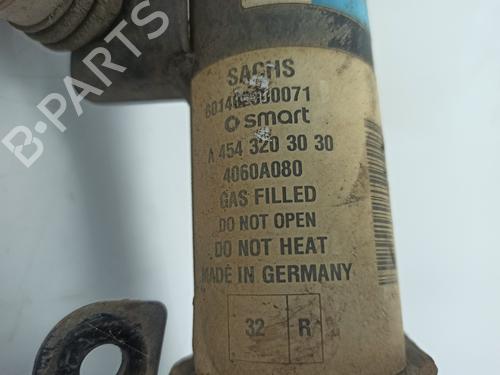 SACHS
smart
A 454 320 30 30
4060A080
GAS FILLED
DO NOT OPEN
DO NOT HEAT
MADE IN GERMANY
32 R
B-PARTS